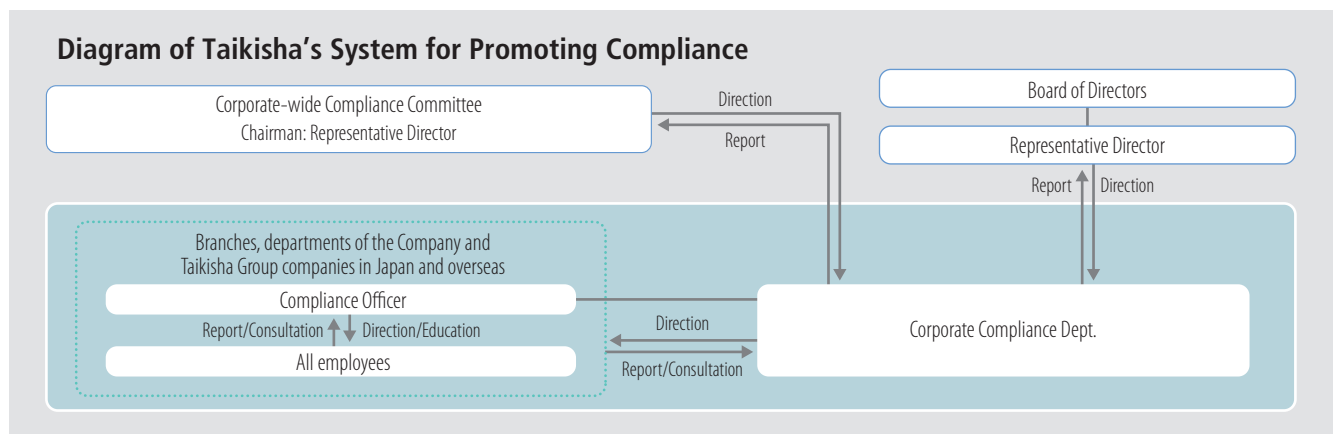 Diagram of Taikisha's System for Promoting Compliance
Corporate-wide Compliance Committee
Chairman: Representative Director
Direction
Report
Board of Directors
Representative Director
Report
Direction
Branches, departments of the Company and
Taikisha Group companies in Japan and overseas
Compliance Officer
Report/Consultation
Direction/Education
All employees
Direction
Report/Consultation
Corporate Compliance Dept.